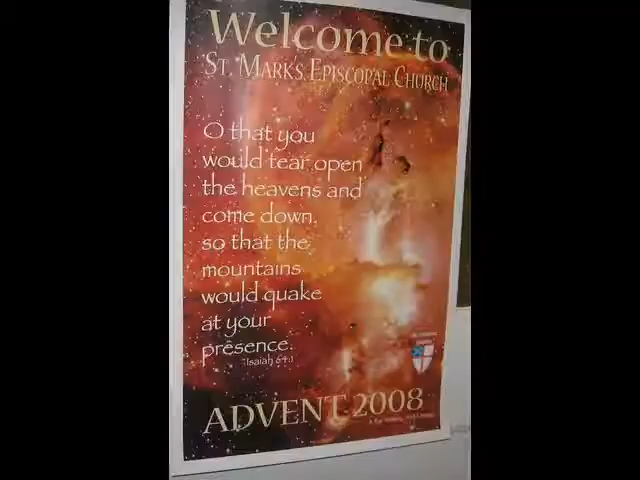 Welcome to
ST. MARK'S EPISCOPAL CHURCH
O that you
would tear open
the heavens and
come down,
so that the
mountains
would quake
at your
presence.
Isaiah 64:1
ADVENT 2008